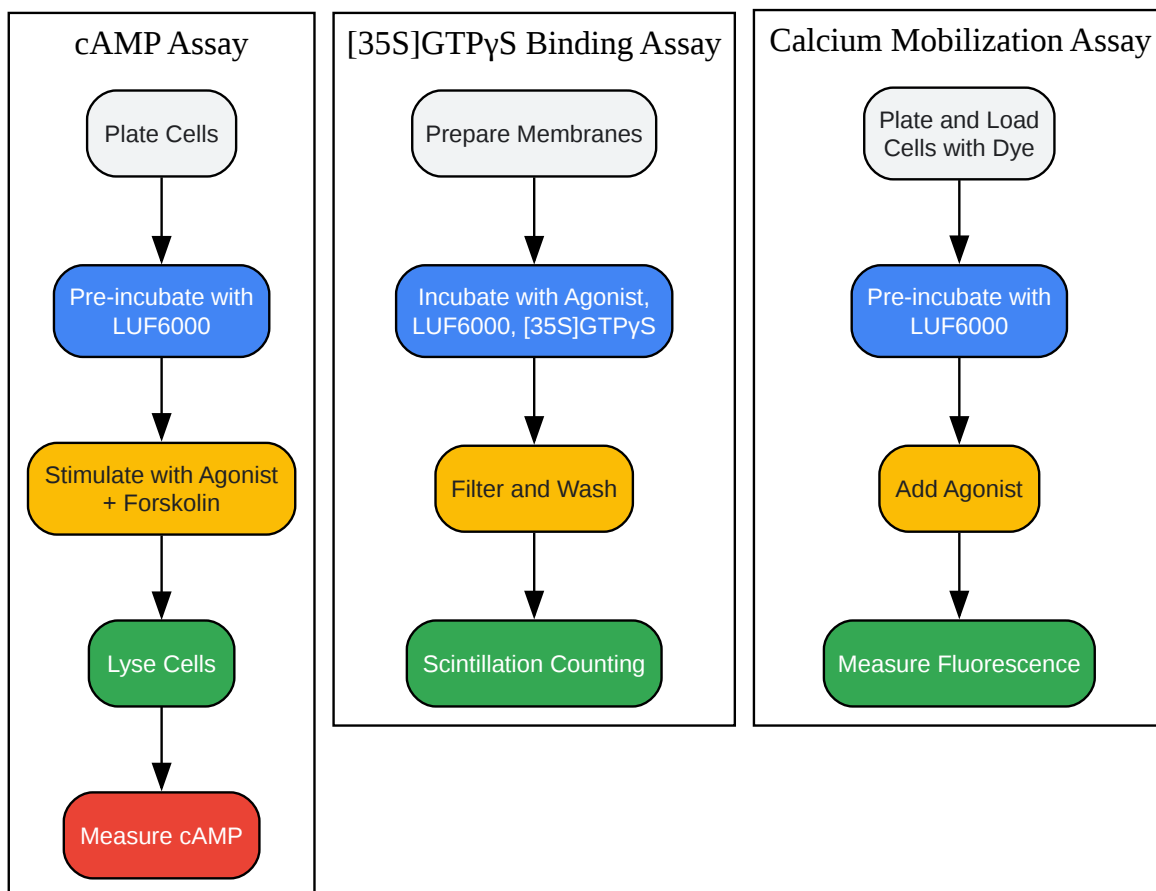 cAMP Assay
Plate Cells
Pre-incubate with
LUF6000
Stimulate with Agonist
+ Forskolin
Lyse Cells
Measure cAMP
[35S]GTPγS Binding Assay
Prepare Membranes
Incubate with Agonist,
LUF6000, [35S]GTPγS
Filter and Wash
Scintillation Counting
Calcium Mobilization Assay
Plate and Load
Cells with Dye
Pre-incubate with
LUF6000
Add Agonist
Measure Fluorescence